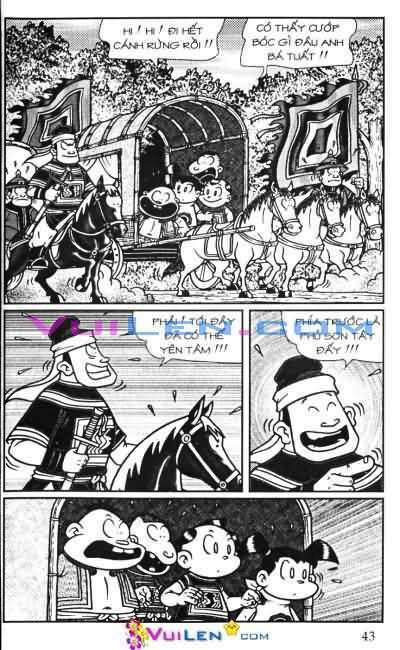 HI ! HI ! ĐI HẾT
CÁNH RỪNG RỒI !!
CÓ THẤY CƯỚP
BÓC GÌ ĐÂU ANH
BÁ TUẤT !!
VUILEN.COM
PHẢI ! TỚI ĐÂY
ĐÃ CÓ THỂ
YÊN TÂM !!!
PHÍA TRƯỚC LÀ
PHỦ SƠN TÂY
ĐẤY !!!
VUILEN.COM
43